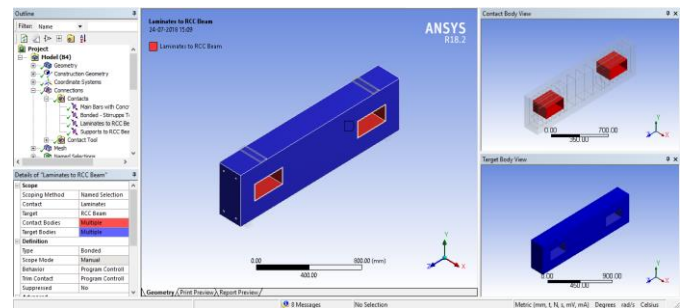 Outline
Filter: Name
Project
Model (B4)
Geometry
Construction Geometry
Coordinate Systems
Connections
Contacts
Main Bars with Concr
Bonded - Stirrupps T
Laminates to RCC Be
Supports to RCC Bea
Contact Tool
Mesh
Named Selections
Details of "Laminates to RCC Beam"
Scope
Scoping Method Named Selection
Contact Laminates
Target RCC Beam
Contact Bodies Multiple
Target Bodies Multiple
Definition
Type Bonded
Scope Mode Manual
Behavior Program Controll
Trim Contact Program Controll
Suppressed No
Laminates to RCC Beam
24-07-2019 15:09
Laminates to RCC Beam
ANSYS
R18.2
0.00 800.00 (mm)
400.00
Geometry Print Preview Report Preview
Contact Body View
0.00 700.00
350.00
Y
X
Z
Target Body View
0.00 900.00
450.00
Y
X
Z
8 Messages No Selection Metric (mm, t, N, s, mV, mA) Degrees rad/s Celsius